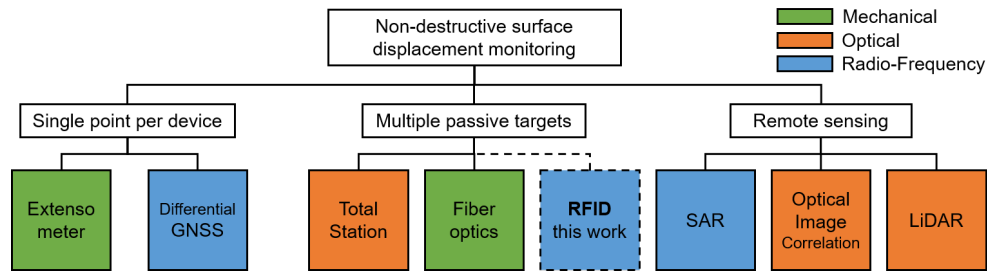 Non-destructive surface
displacement monitoring
Mechanical
Optical
Radio-Frequency
Single point per device
Multiple passive targets
Remote sensing
Extenso
meter
Differential
GNSS
Total
Station
Fiber
optics
RFID
this work
SAR
Optical
Image
Correlation
LiDAR